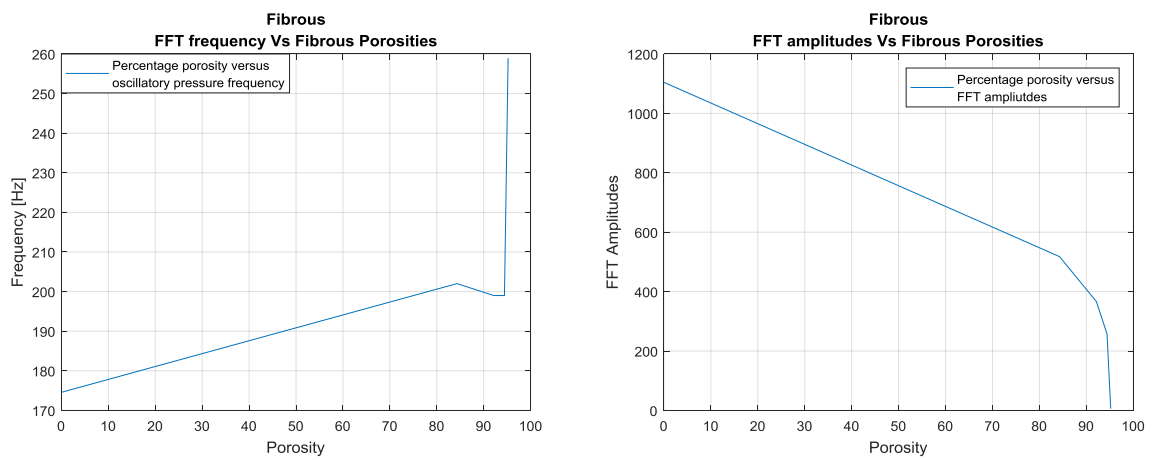 Fibrous
FFT frequency Vs Fibrous Porosities
260
250
240
230
220
210
200
190
180
170
Frequency [Hz]
Percentage porosity versus
oscillatory pressure frequency
0 10 20 30 40 50 60 70 80 90 100
Porosity
Fibrous
FFT amplitudes Vs Fibrous Porosities
1200
1000
800
600
400
200
0
FFT Amplitudes
Percentage porosity versus
FFT ampliutdes
0 10 20 30 40 50 60 70 80 90 100
Porosity